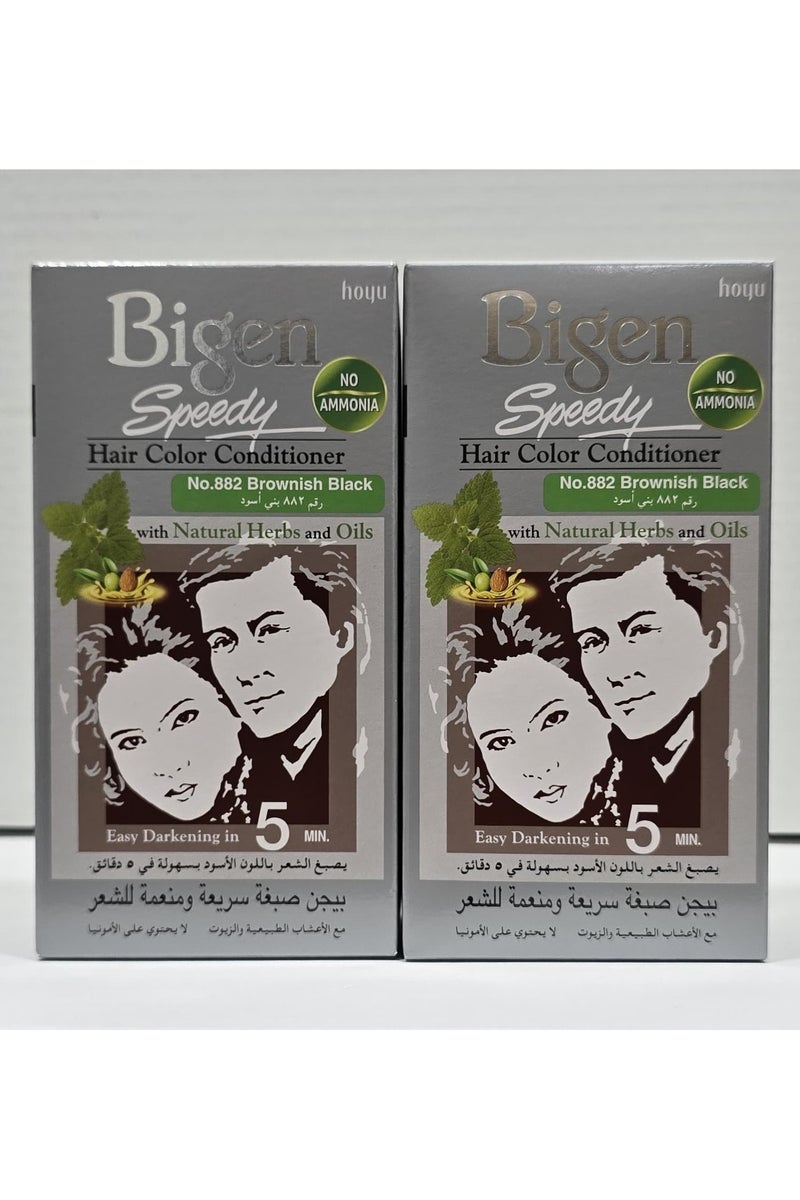 hoyu
Bigen
Speedy
NO
AMMONIA
Hair Color Conditioner
No.882 Brownish Black
رقم ٨٨٢ بني أسود
with Natural Herbs and Oils
Easy Darkening in 5 MIN.
يصبغ الشعر باللون الأسود بسهولة في ٥ دقائق.
بيجن صبغة سريعة ومنعمة للشعر
مع الأعشاب الطبيعية والزيوت لا يحتوي على الأمونيا
hoyu
Bigen
Speedy
NO
AMMONIA
Hair Color Conditioner
No.882 Brownish Black
رقم ٨٨٢ بني أسود
with Natural Herbs and Oils
Easy Darkening in 5 MIN.
يصبغ الشعر باللون الأسود بسهولة في ٥ دقائق.
بيجن صبغة سريعة ومنعمة للشعر
مع الأعشاب الطبيعية والزيوت لا يحتوي على الأمونيا